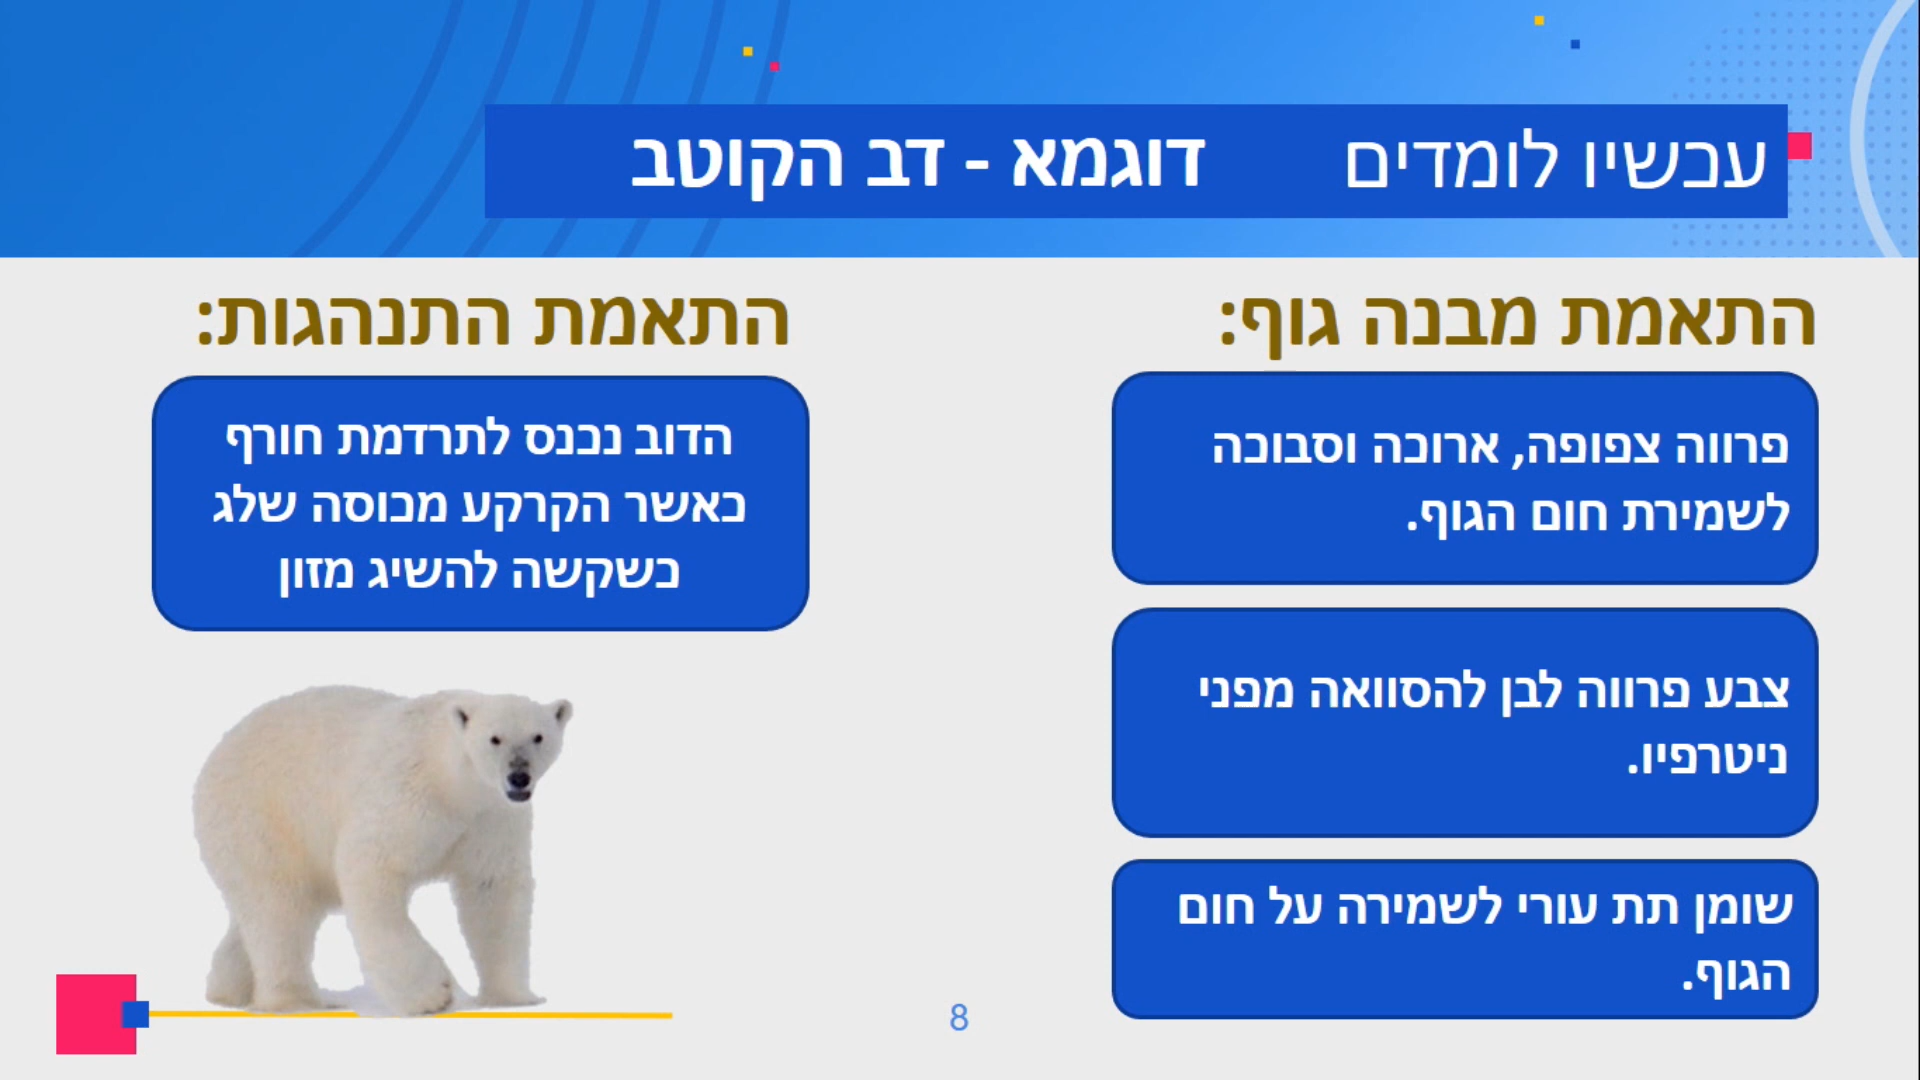 עכשיו לומדים דוגמא - דב הקוטב
התאמת מבנה גוף:
פרווה צפופה, ארוכה וסבוכה
לשמירת חום הגוף.
צבע פרווה לבן להסוואה מפני
ניטרפיו.
שומן תת עורי לשמירה על חום
הגוף.
התאמת התנהגות:
הדוב נכנס לתרדמת חורף
כאשר הקרקע מכוסה שלג
כשקשה להשיג מזון
8